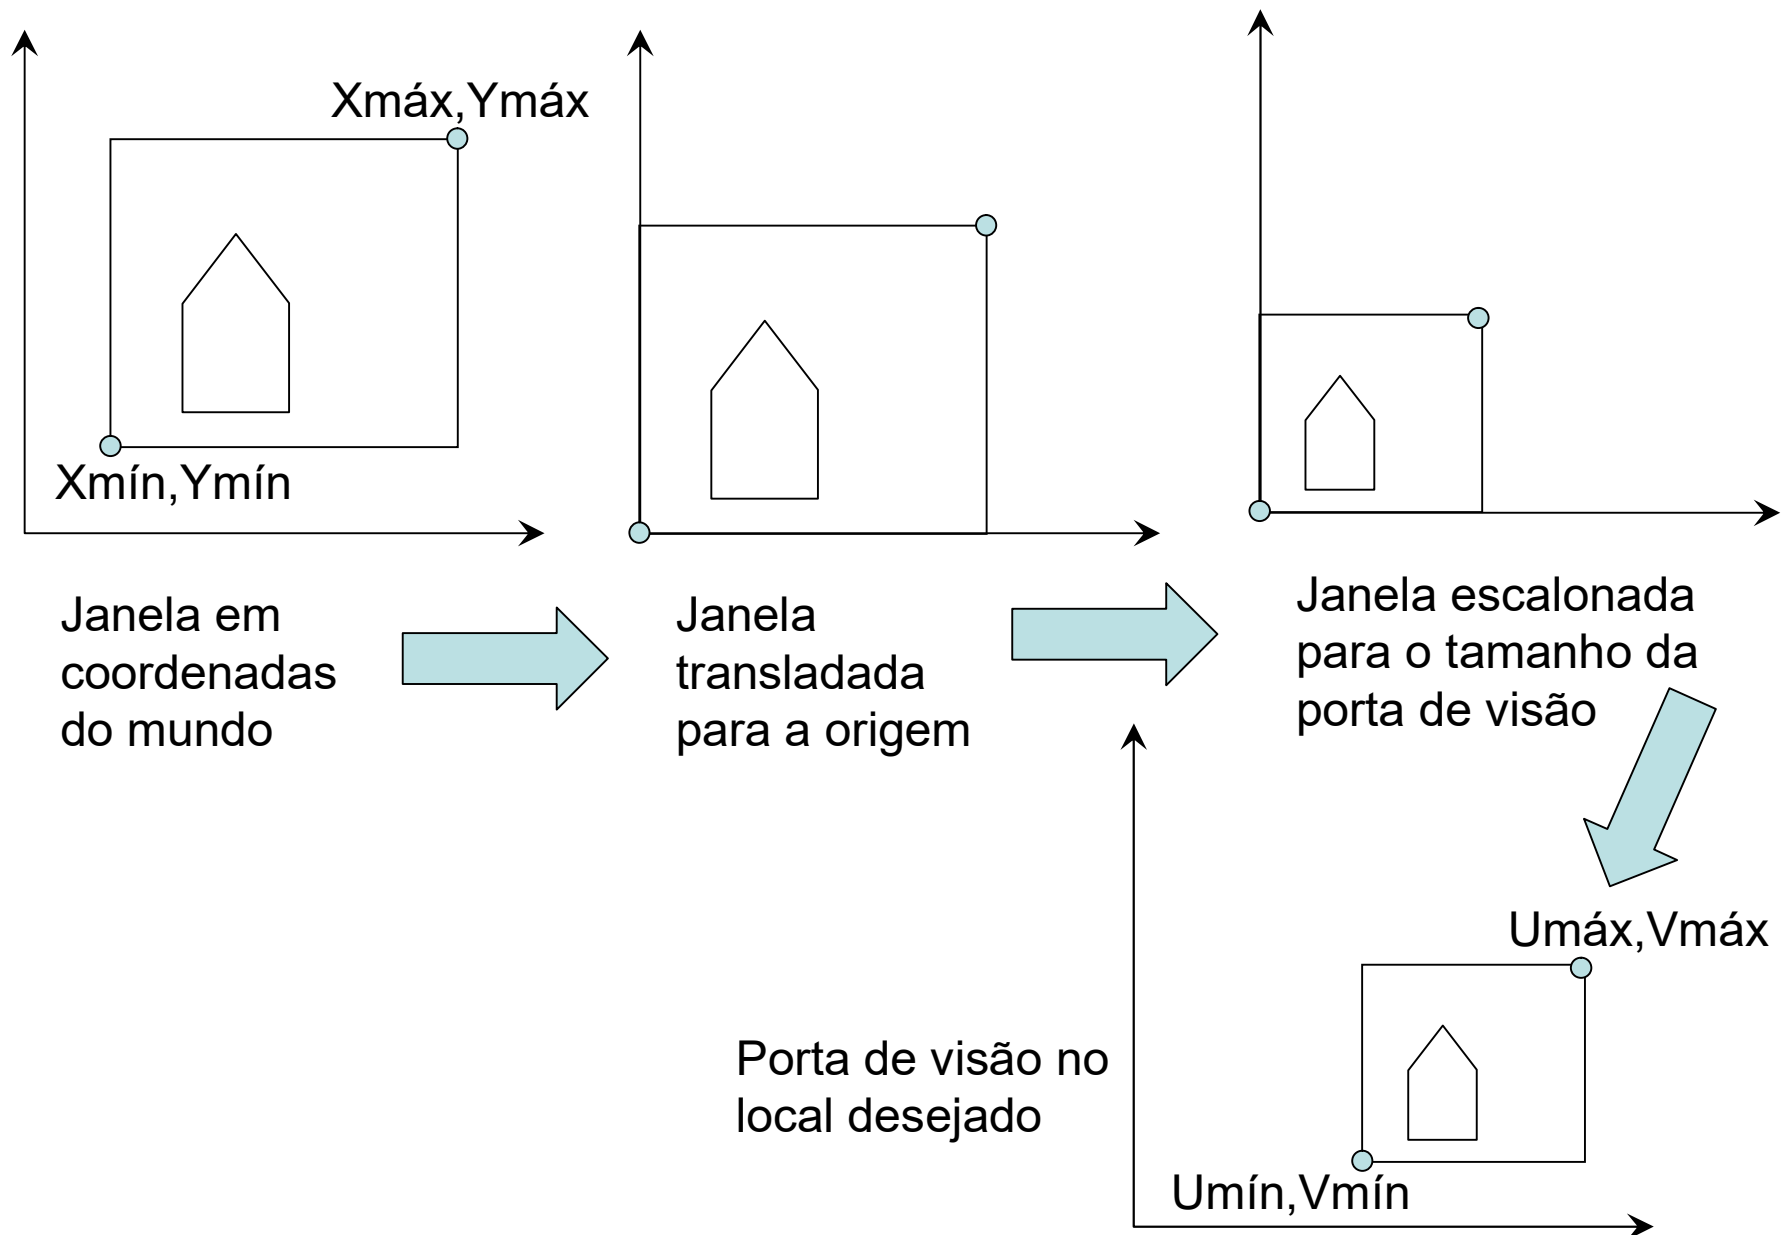 Xmáx,Ymáx
Xmín,Ymín
Janela em
coordenadas
do mundo
Janela
transladada
para a origem
Janela escalonada
para o tamanho da
porta de visão
Umáx,Vmáx
Porta de visão no
local desejado
Umín,Vmín